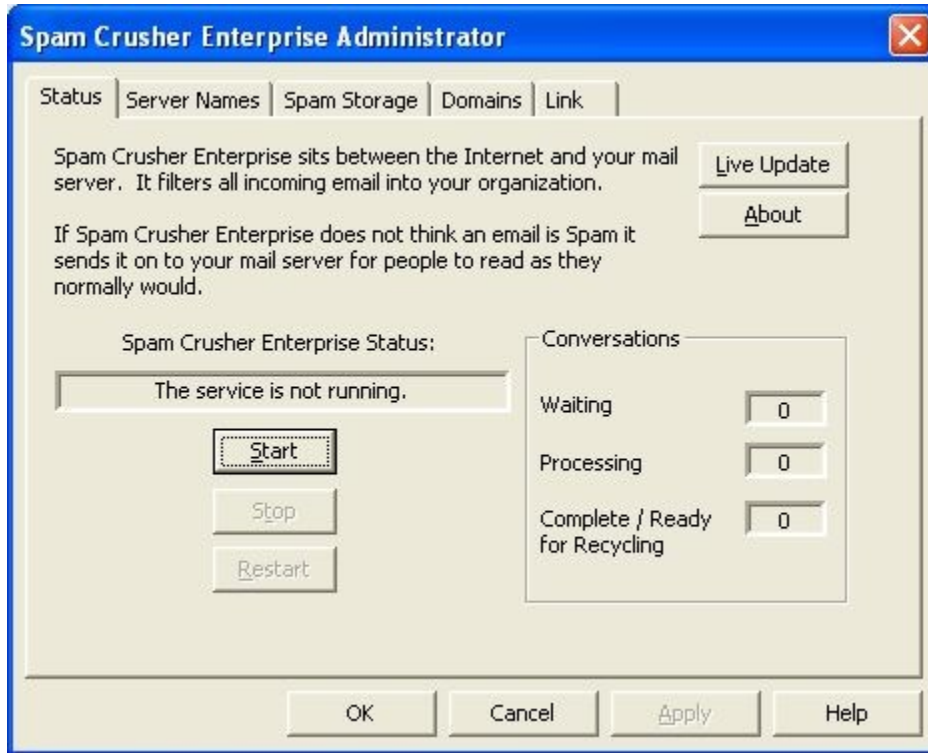 Spam Crusher Enterprise Administrator
Status
Server Names
Spam Storage
Domains
Link
Spam Crusher Enterprise sits between the Internet and your mail
server. It filters all incoming email into your organization.
If Spam Crusher Enterprise does not think an email is Spam it
sends it on to your mail server for people to read as they
normally would.
Live Update
About
Spam Crusher Enterprise Status:
The service is not running.
Start
Stop
Restart
Conversations
Waiting
0
Processing
0
Complete / Ready
for Recycling
0
OK
Cancel
Apply
Help